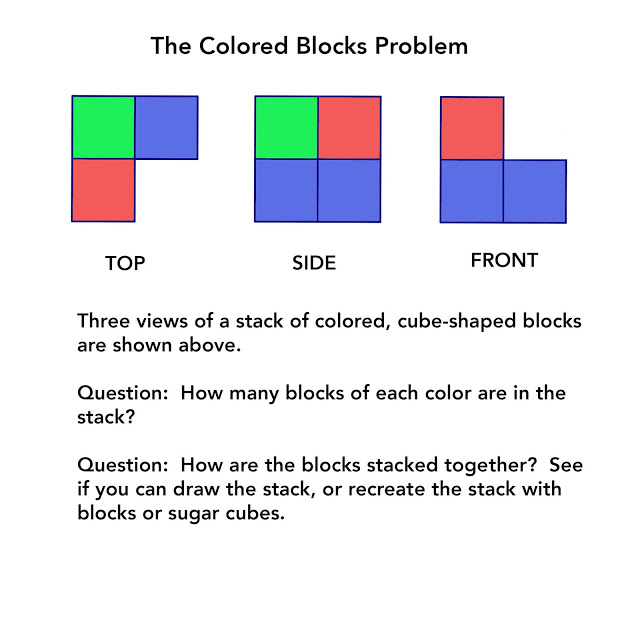 The Colored Blocks Problem
TOP
SIDE
FRONT
Three views of a stack of colored, cube-shaped blocks
are shown above.
Question:  How many blocks of each color are in the
stack?
Question:  How are the blocks stacked together?  See
if you can draw the stack, or recreate the stack with
blocks or sugar cubes.